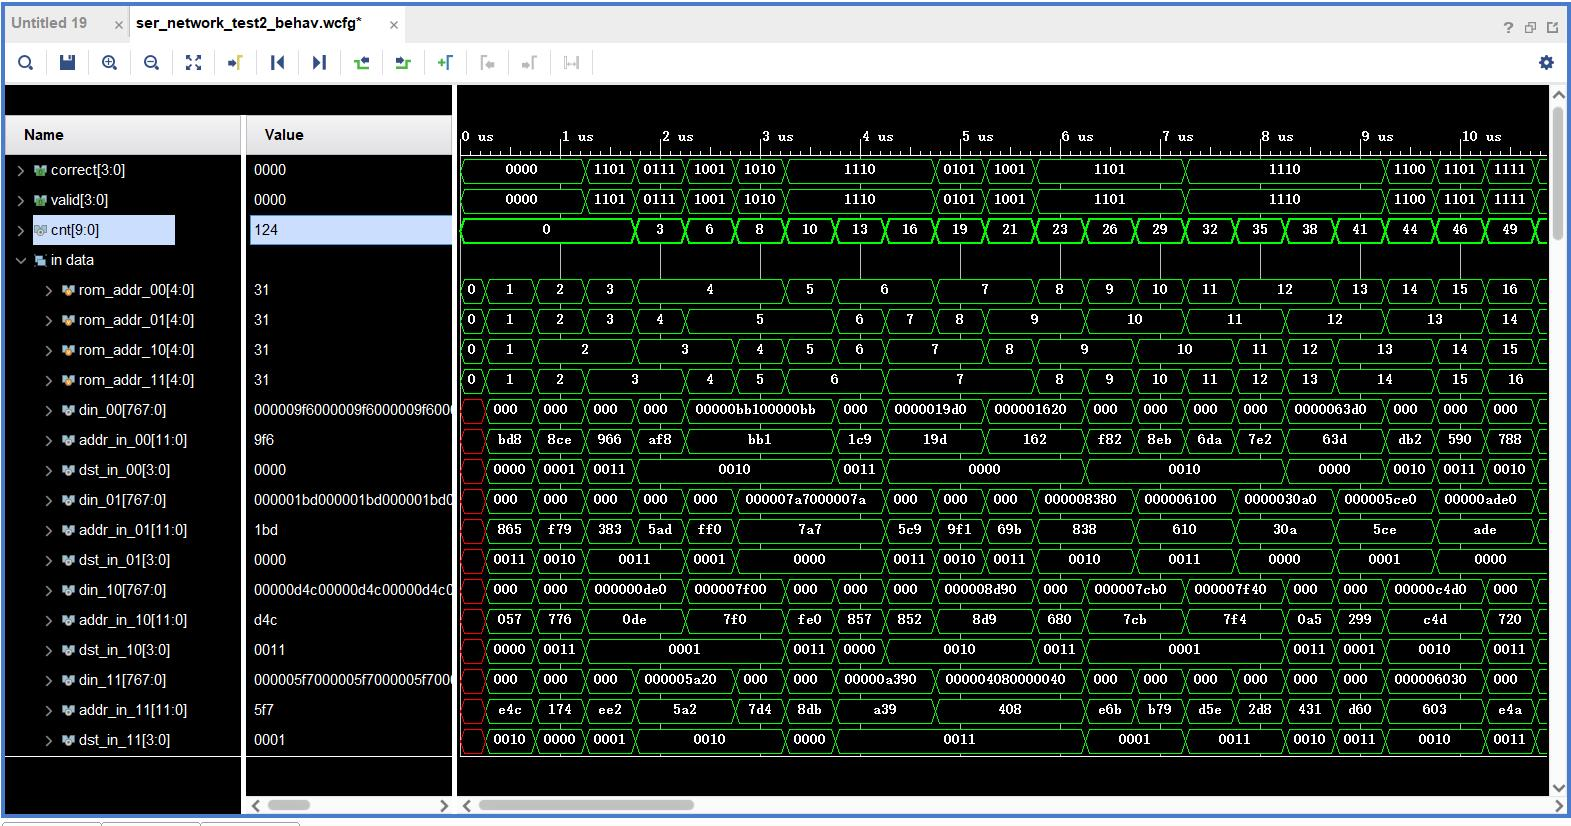 Untitled 19 × ser_network_test2_behav.wcfg* × ?
Name Value 0 us 1 us 2 us 3 us 4 us 5 us 6 us 7 us 8 us 9 us 10 us
correct[3:0] 0000 0000 1101 0111 1001 1010 1110 0101 1001 1101 1110 1100 1101 1111
valid[3:0] 0000 0000 1101 0111 1001 1010 1110 0101 1001 1101 1110 1100 1101 1111
cnt[9:0] 124 0 3 6 8 10 13 16 19 21 23 26 29 32 35 38 41 44 46 49
in data
rom_addr_00[4:0] 31 0 1 2 3 4 5 6 7 8 9 10 11 12 13 14 15 16
rom_addr_01[4:0] 31 0 1 2 3 4 5 6 7 8 9 10 11 12 13 14
rom_addr_10[4:0] 31 0 1 2 3 4 5 6 7 8 9 10 11 12 13 14 15
rom_addr_11[4:0] 31 0 1 2 3 4 5 6 7 8 9 10 11 12 13 14 15 16
din_00[767:0] 000009f6000009f6000009f600 000 000 000 000 00000bb100000bb 000 0000019d0 000001620 000 000 000 000 0000063d0 000 000 000
addr_in_00[11:0] 9f6 bd8 8ce 966 af8 bb1 1c9 19d 162 f82 8eb 6da 7e2 63d db2 590 788
dst_in_00[3:0] 0000 0000 0001 0011 0010 0011 0000 0010 0000 0010 0011 0010
din_01[767:0] 000001bd000001bd000001bd0 000 000 000 000 000 000007a7000007a 000 000 000 000008380 000006100 0000030a0 000005ce0 00000ade0
addr_in_01[11:0] 1bd 865 f79 383 5ad ff0 7a7 5c9 9f1 69b 838 610 30a 5ce ade
dst_in_01[3:0] 0000 0011 0010 0011 0001 0000 0011 0010 0011 0010 0011 0000 0001 0000
din_10[767:0] 00000d4c00000d4c00000d4c0 000 000 000000de0 000007f00 000 000 000 000008d90 000 000007cb0 000007f40 000 000 00000c4d0 000
addr_in_10[11:0] d4c 057 776 0de 7f0 fe0 857 852 8d9 680 7cb 7f4 0a5 299 c4d 720
dst_in_10[3:0] 0011 0000 0011 0001 0011 0000 0010 0011 0001 0011 0001 0010 0011
din_11[767:0] 000005f7000005f7000005f700 000 000 000 000005a20 000 000 00000a390 000004080000040 000 000 000 000 000 000 000006030 000
addr_in_11[11:0] 5f7 e4c 174 ee2 5a2 7d4 8db a39 408 e6b b79 d5e 2d8 431 d60 603 e4a
dst_in_11[3:0] 0001 0010 0000 0001 0010 0000 0011 0001 0011 0010 0011 0010 0011